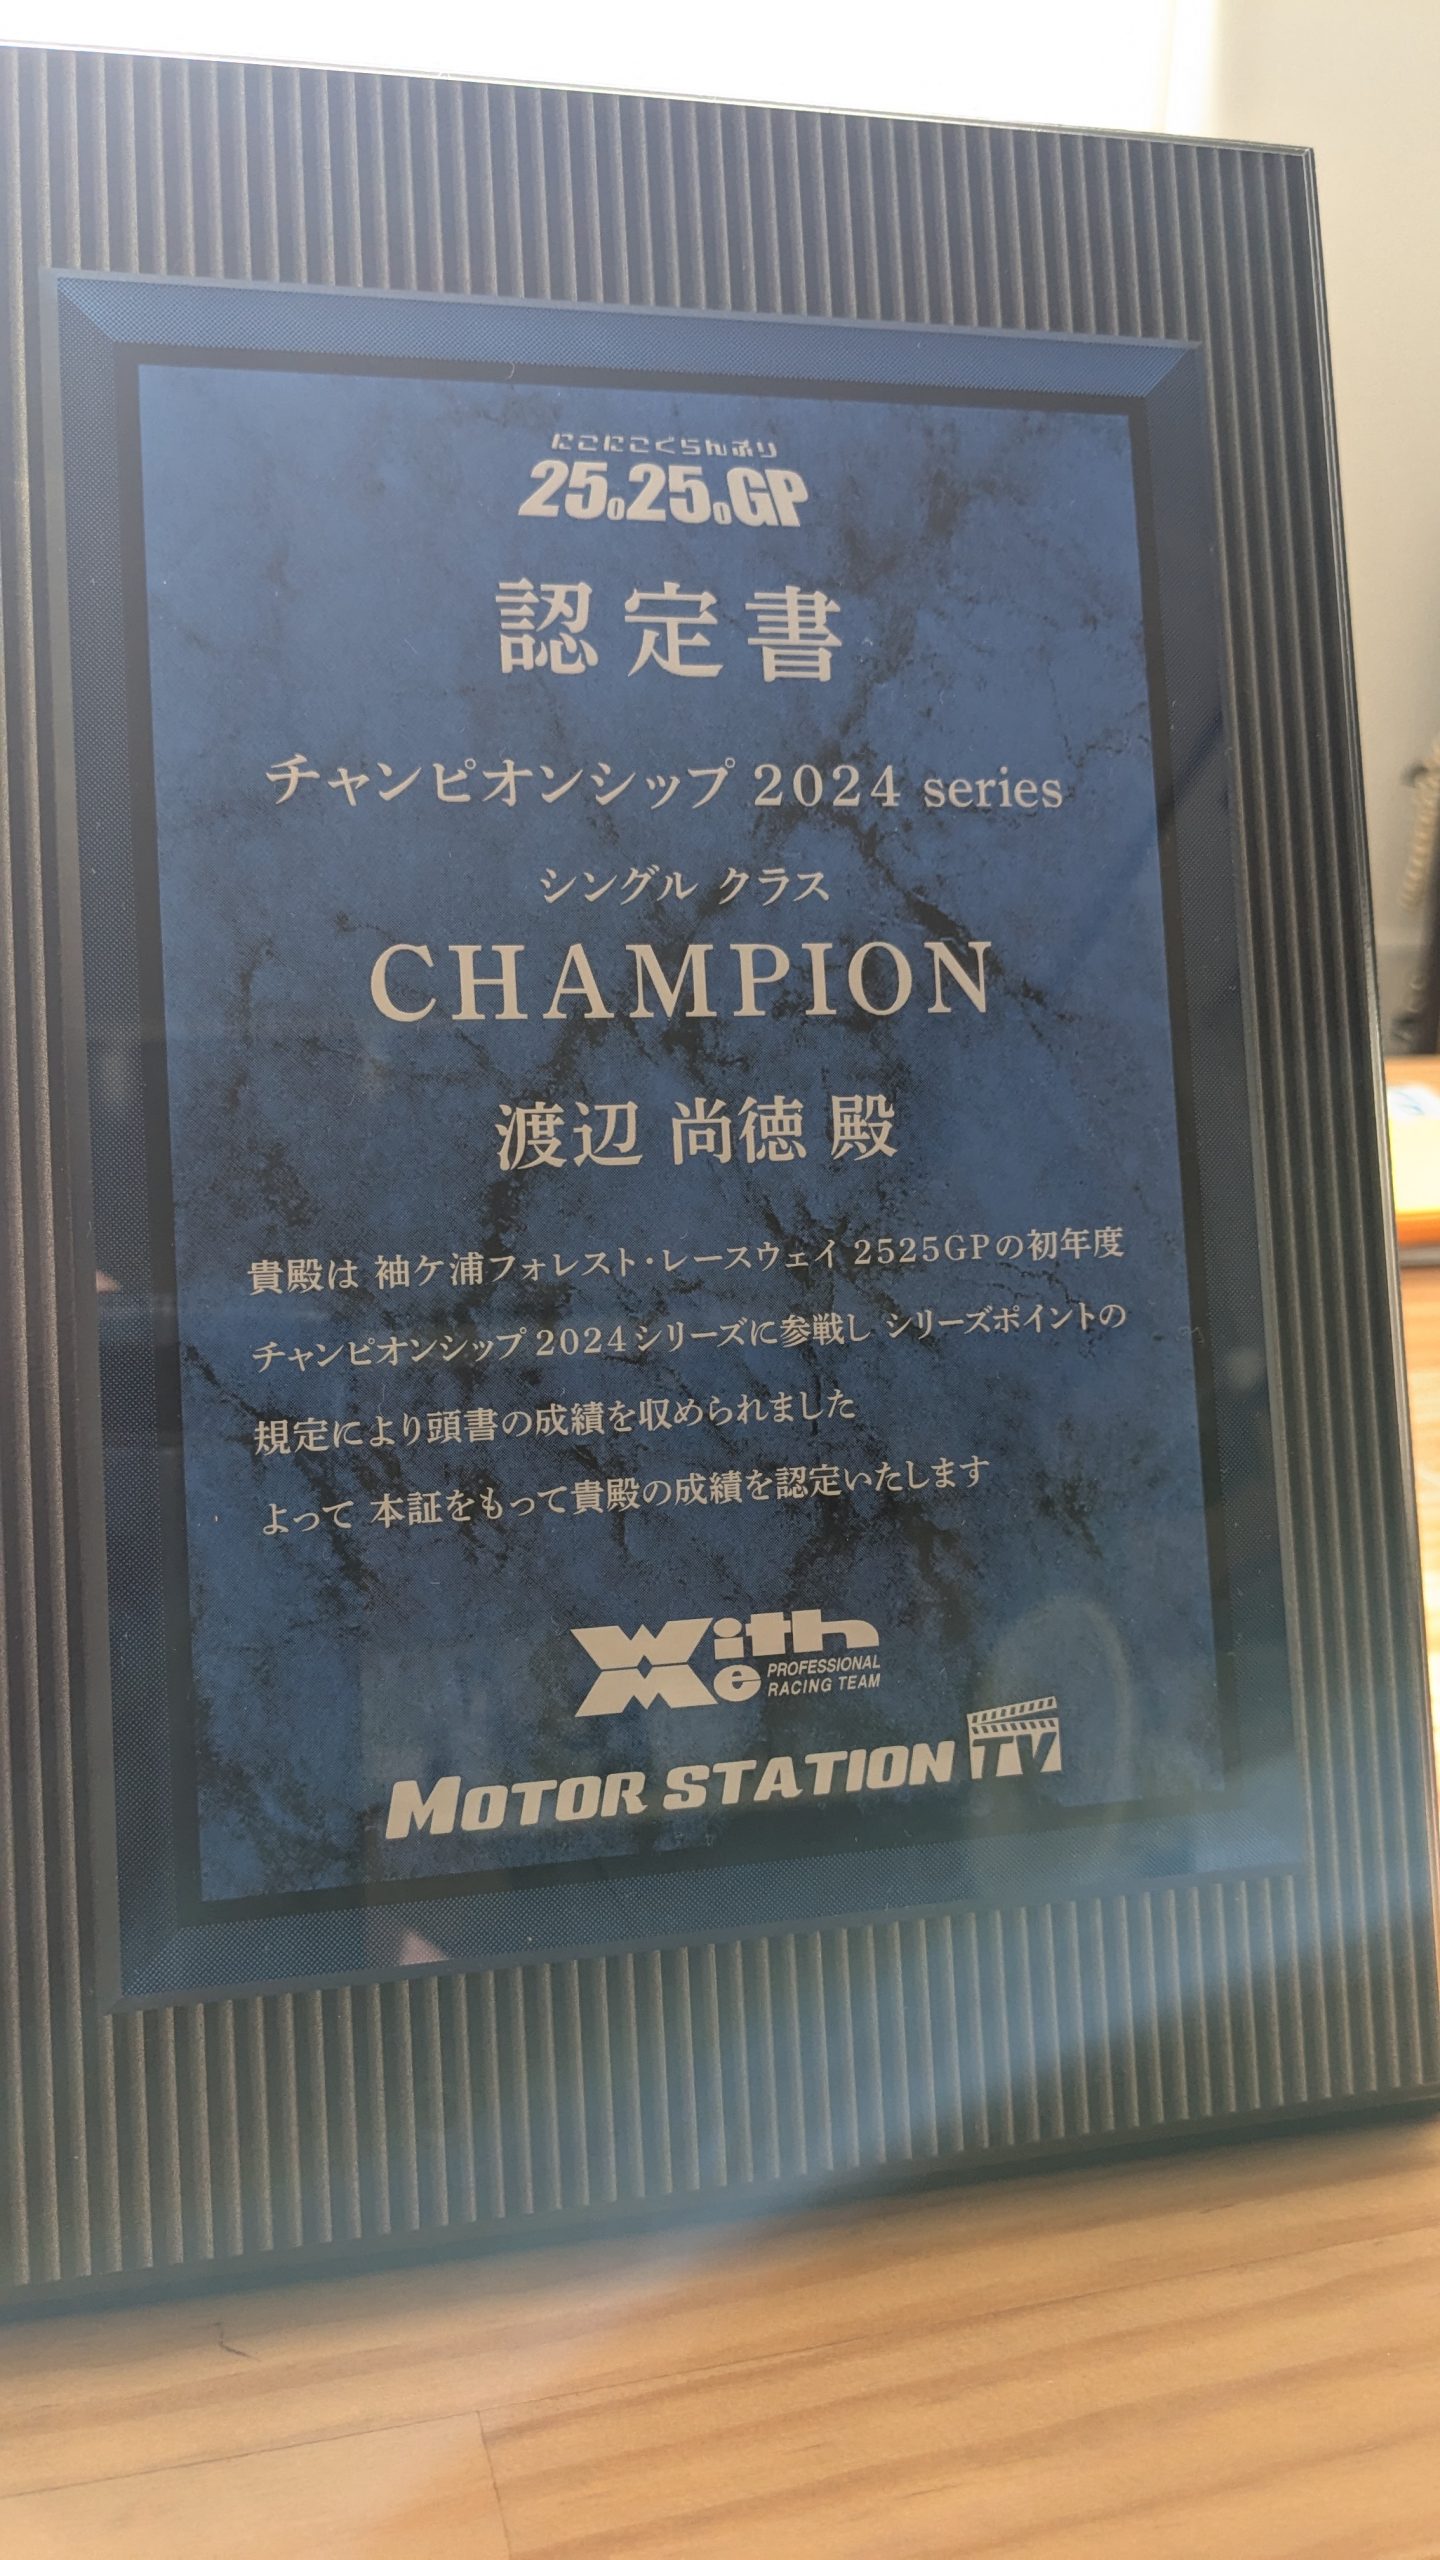 にこにこぐらんぷり
250250GP
認定書
チャンピオンシップ 2024 series
シングル クラス
CHAMPION
渡辺 尚徳 殿
貴殿は 袖ケ浦フォレスト・レースウェイ 2525GPの初年度
チャンピオンシップ 2024シリーズに参戦し シリーズポイントの
規定により頭書の成績を収められました
よって 本証をもって貴殿の成績を認定いたします
With
Me PROFESSIONAL
RACING TEAM
MOTOR STATION TV